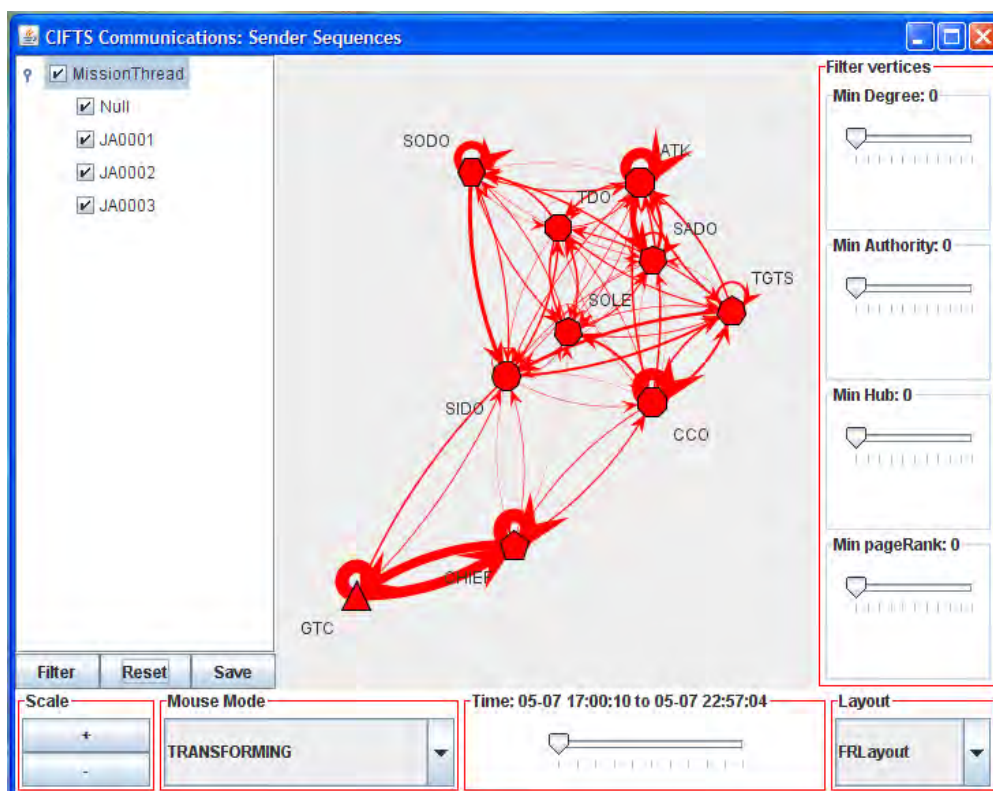 CIFTS Communications: Sender Sequences
MissionThread
Null
JA0001
JA0002
JA0003
SODO
ATK
TDO
SADO
TGTS
SOLE
SIDO
CCO
CHIEF
GTC
Filter vertices
Min Degree: 0
Min Authority: 0
Min Hub: 0
Min pageRank: 0
Filter
Reset
Save
Scale
+
-
Mouse Mode
TRANSFORMING
Time: 05-07 17:00:10 to 05-07 22:57:04
Layout
FRLayout